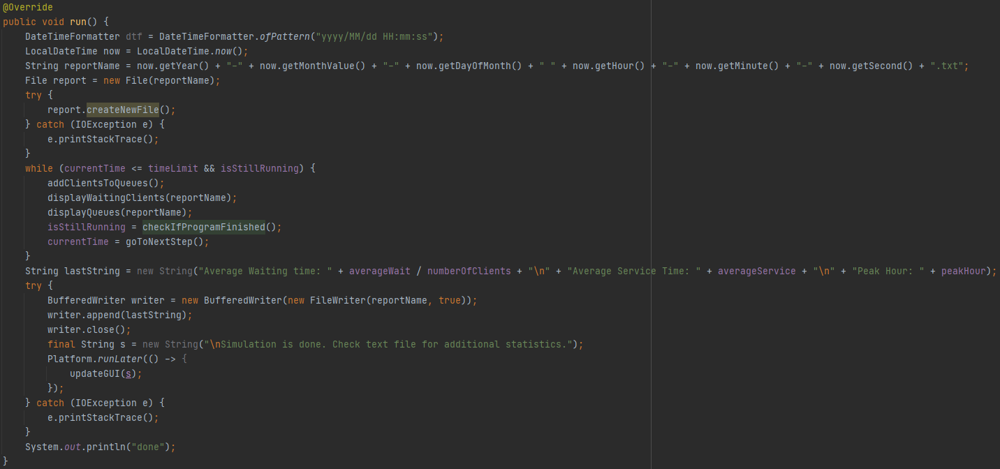 @Override
public void run() {
    DateTimeFormatter dtf = DateTimeFormatter.ofPattern("yyyy/MM/dd HH:mm:ss");
    LocalDateTime now = LocalDateTime.now();
    String reportName = now.getYear() + "-" + now.getMonthValue() + "-" + now.getDayOfMonth() + " " + now.getHour() + "-" + now.getMinute() + "-" + now.getSecond() + ".txt";
    File report = new File(reportName);
    try {
        report.createNewFile();
    } catch (IOException e) {
        e.printStackTrace();
    }
    while (currentTime <= timeLimit && isStillRunning) {
        addClientsToQueues();
        displayWaitingClients(reportName);
        displayQueues(reportName);
        isStillRunning = checkIfProgramFinished();
        currentTime = goToNextStep();
    }
    String lastString = new String("Average Waiting time: " + averageWait / numberOfClients + "\n" + "Average Service Time: " + averageService + "\n" + "Peak Hour: " + peakHour);
    try {
        BufferedWriter writer = new BufferedWriter(new FileWriter(reportName, true));
        writer.append(lastString);
        writer.close();
        final String s = new String("\nSimulation is done. Check text file for additional statistics.");
        Platform.runLater(() -> {
            updateGUI(s);
        });
    } catch (IOException e) {
        e.printStackTrace();
    }
    System.out.println("done");
}